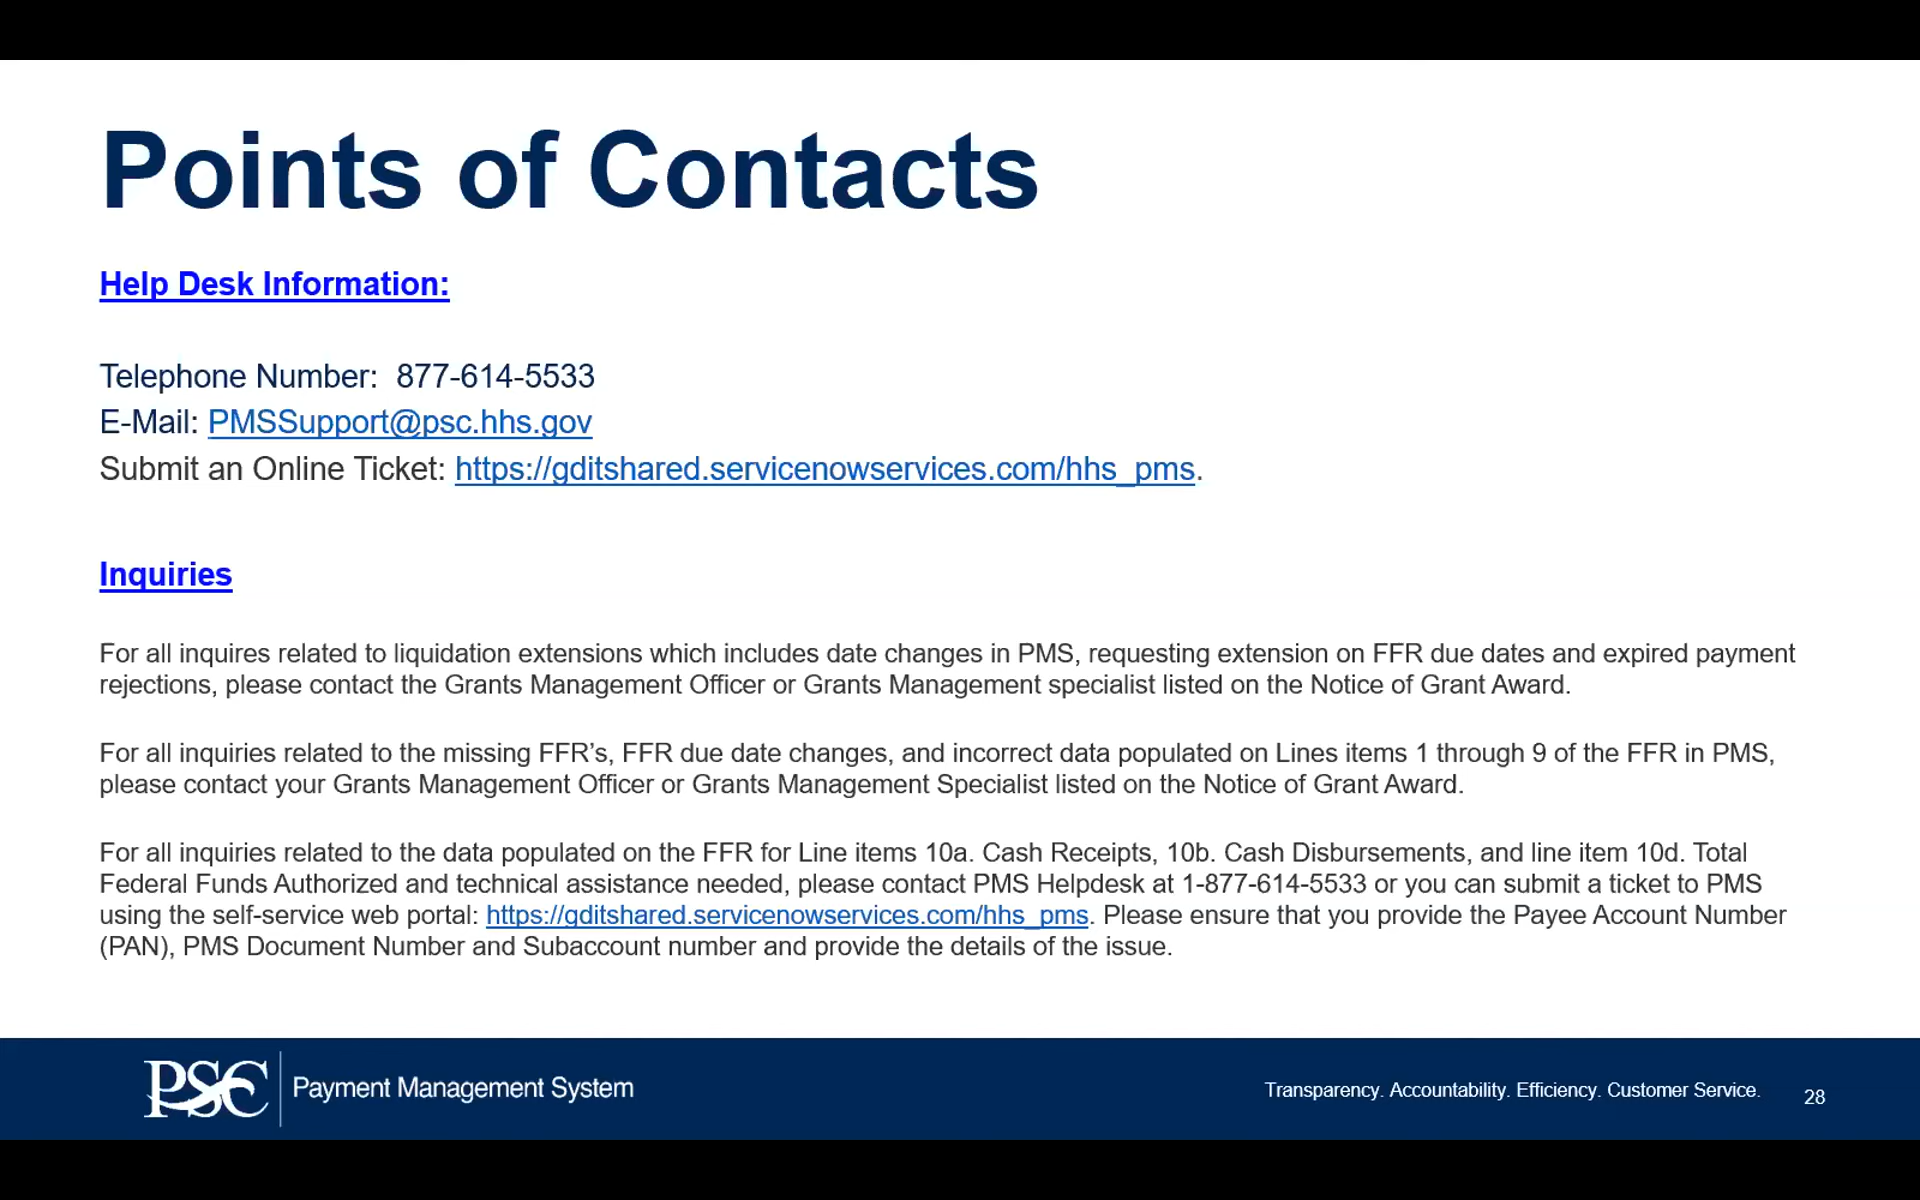 Points of Contacts
Help Desk Information:
Telephone Number:  877-614-5533
E-Mail: PMSSupport@psc.hhs.gov
Submit an Online Ticket: https://gditshared.servicenowservices.com/hhs_pms.
Inquiries
For all inquires related to liquidation extensions which includes date changes in PMS, requesting extension on FFR due dates and expired payment
rejections, please contact the Grants Management Officer or Grants Management specialist listed on the Notice of Grant Award.
For all inquiries related to the missing FFR’s, FFR due date changes, and incorrect data populated on Lines items 1 through 9 of the FFR in PMS,
please contact your Grants Management Officer or Grants Management Specialist listed on the Notice of Grant Award.
For all inquiries related to the data populated on the FFR for Line items 10a. Cash Receipts, 10b. Cash Disbursements, and line item 10d. Total
Federal Funds Authorized and technical assistance needed, please contact PMS Helpdesk at 1-877-614-5533 or you can submit a ticket to PMS
using the self-service web portal: https://gditshared.servicenowservices.com/hhs_pms. Please ensure that you provide the Payee Account Number
(PAN), PMS Document Number and Subaccount number and provide the details of the issue.
PSC Payment Management System
Transparency. Accountability. Efficiency. Customer Service.
28